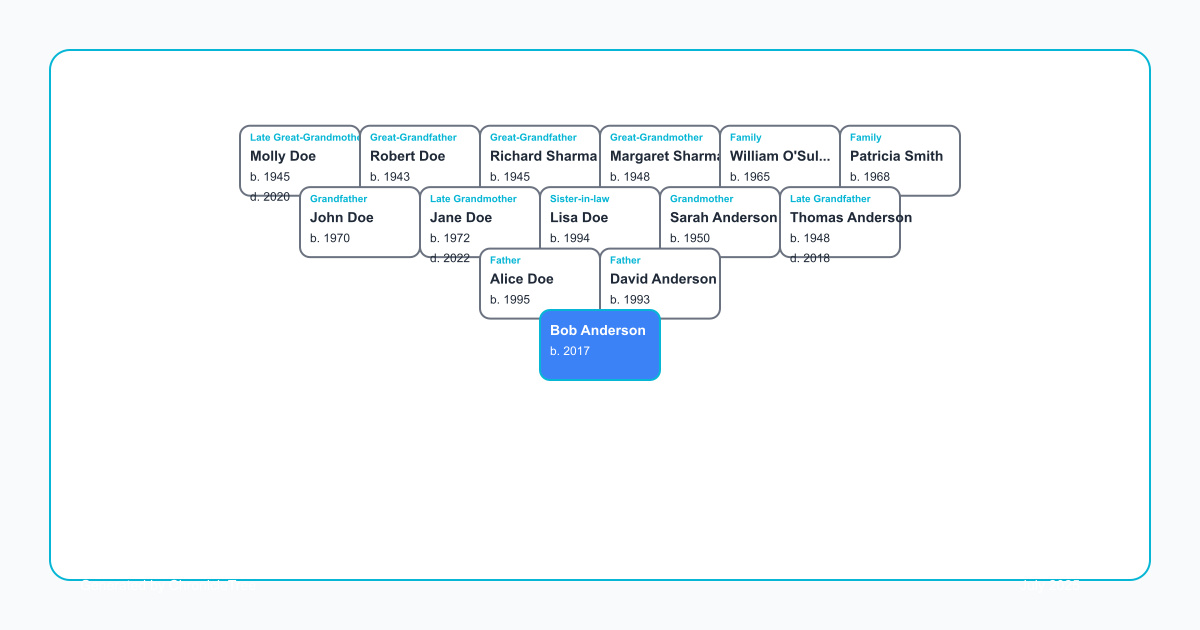 Late Great-Grandmothe
Molly Doe
b. 1945
d. 2020
Great-Grandfather
Robert Doe
b. 1943
Great-Grandfather
Richard Sharma
b. 1945
Great-Grandmother
Margaret Sharma
b. 1948
Family
William O'Sul...
b. 1965
Family
Patricia Smith
b. 1968
Grandfather
John Doe
b. 1970
Late Grandmother
Jane Doe
b. 1972
d. 2022
Sister-in-law
Lisa Doe
b. 1994
Grandmother
Sarah Anderson
b. 1950
Late Grandfather
Thomas Anderson
b. 1948
d. 2018
Father
Alice Doe
b. 1995
Father
David Anderson
b. 1993
Bob Anderson
b. 2017